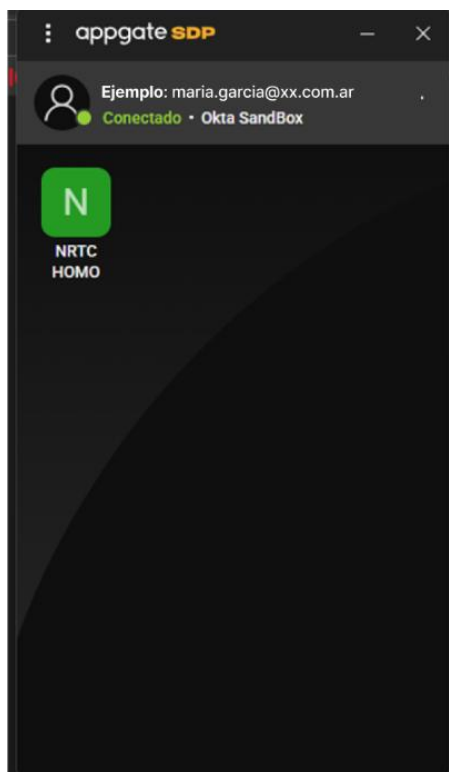 appgate SDP
Ejemplo: maria.garcia@xx.com.ar
Conectado • Okta SandBox
N
NRTC
HOMO